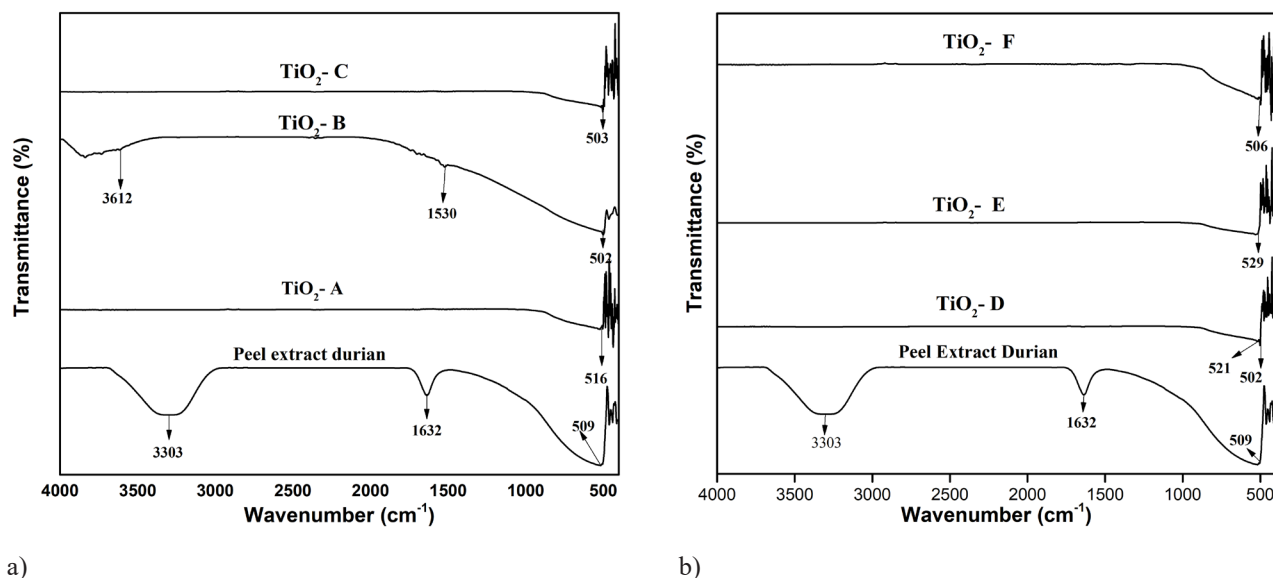 TiO2- C
503
TiO2- B
3612
1530
502
TiO2- A
516
Peel extract durian
3303
1632
509
Transmittance (%)
4000 3500 3000 2500 2000 1500 1000 500
Wavenumber (cm-1)
a)
TiO2- F
506
TiO2- E
529
TiO2- D
521
502
Peel Extract Durian
3303
1632
509
Transmittance (%)
4000 3500 3000 2500 2000 1500 1000 500
Wavenumber (cm-1)
b)